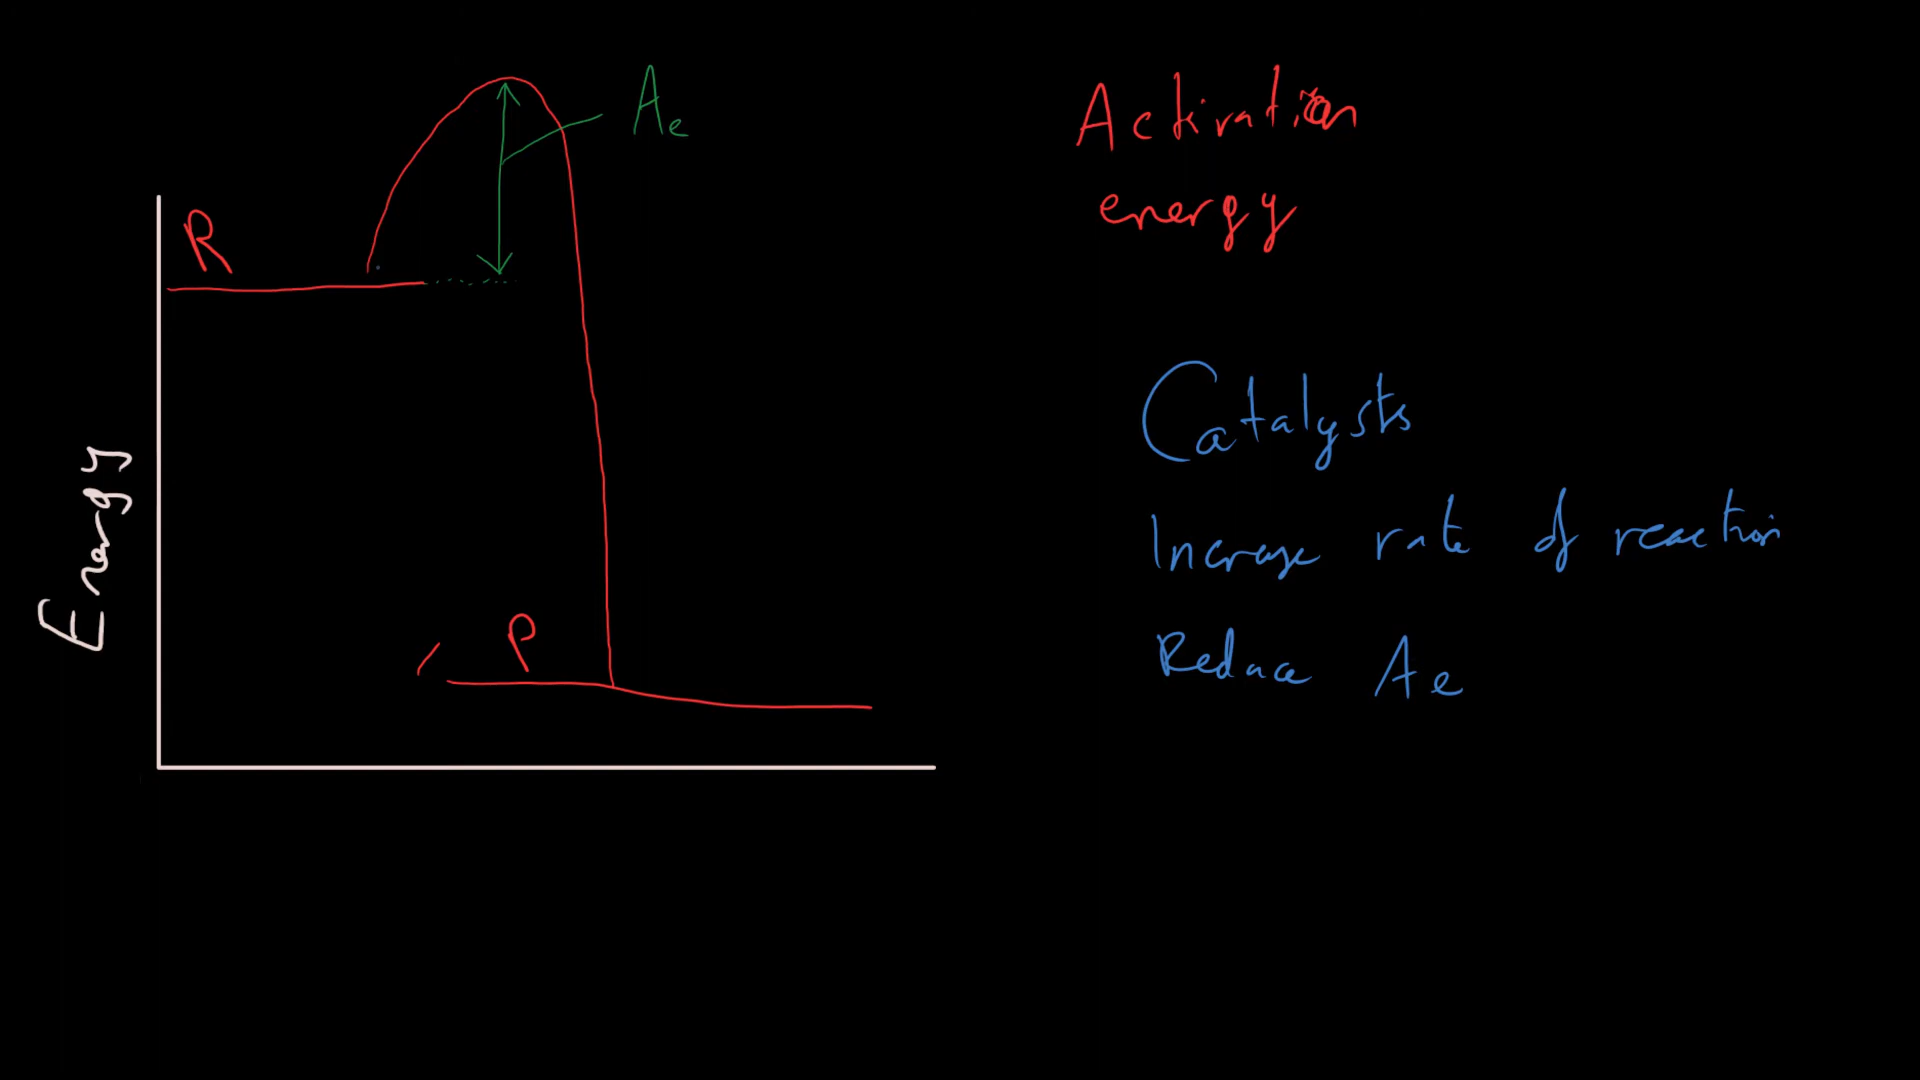 Ae
Activation
energy
R
Catalysts
Energy
Increase rate of reaction
P
Reduce Ae